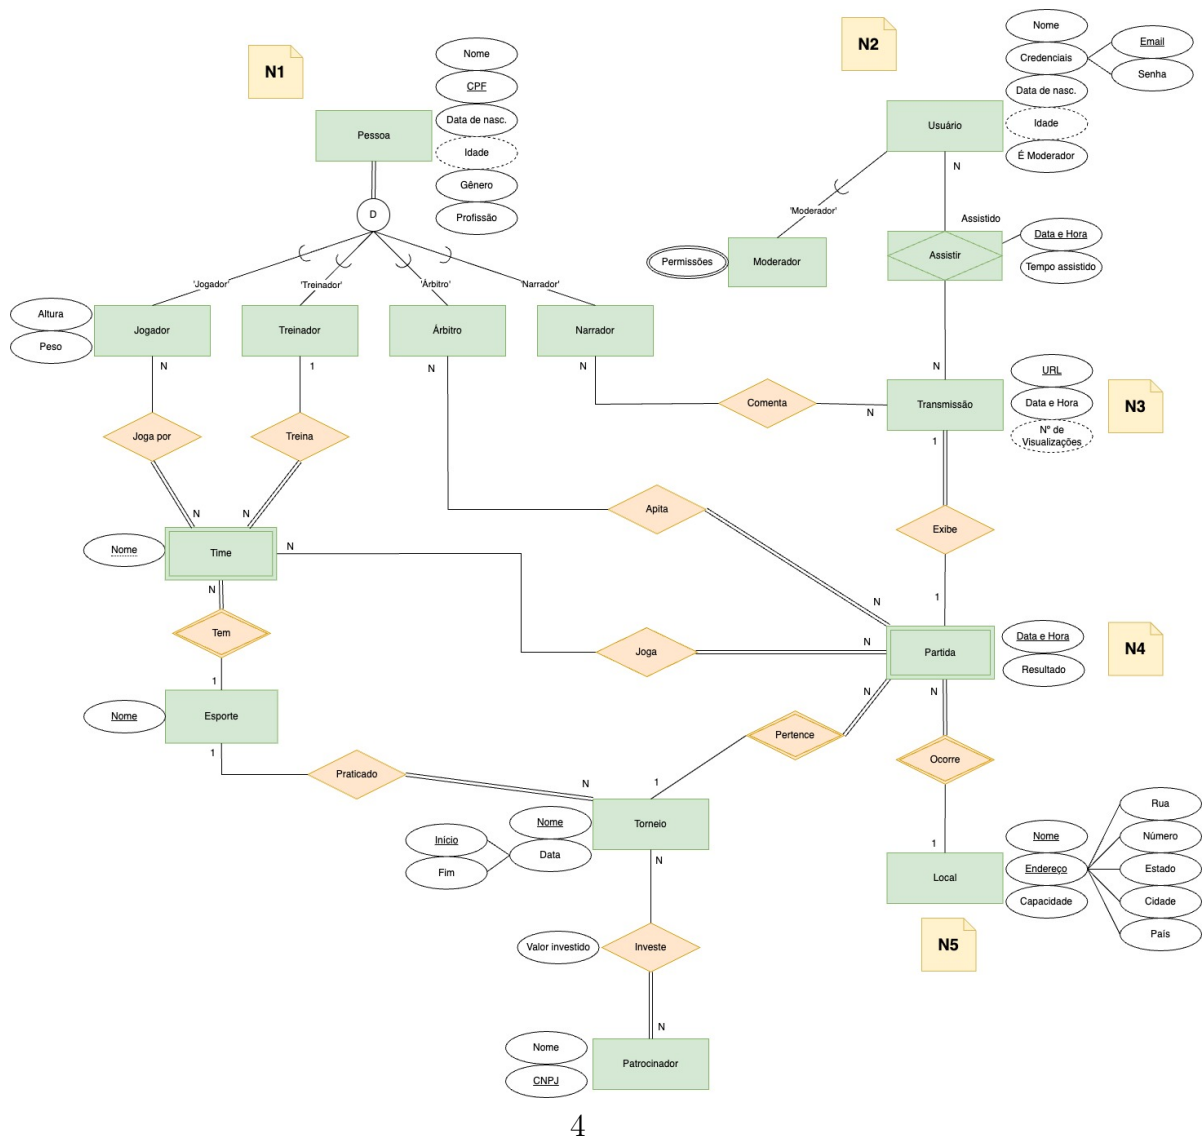 N1
Nome
CPF
Data de nasc.
Idade
Gênero
Profissão
Pessoa
D
'Jogador'
'Treinador'
'Árbitro'
'Narrador'
Altura
Peso
Jogador
Treinador
Árbitro
Narrador
N
1
N
N
N2
Nome
Credenciais
Email
Senha
Data de nasc.
Idade
É Moderador
Usuário
N
'Moderador'
Permissões
Moderador
Assistido
Assistir
Data e Hora
Tempo assistido
N
Comenta
N
Transmissão
URL
Data e Hora
Nº de
Visualizações
N3
1
Joga por
Treina
Apita
Exibe
N
N
Nome
Time
N
N
Tem
1
Nome
Esporte
1
Joga
N
N
1
Partida
Data e Hora
Resultado
N4
N
N
Praticado
N
Pertence
1
Ocorre
1
Início
Fim
Nome
Data
Torneio
N
Local
Nome
Endereço
Capacidade
Rua
Número
Estado
Cidade
País
N5
Valor investido
Investe
N
Nome
CNPJ
Patrocinador
4